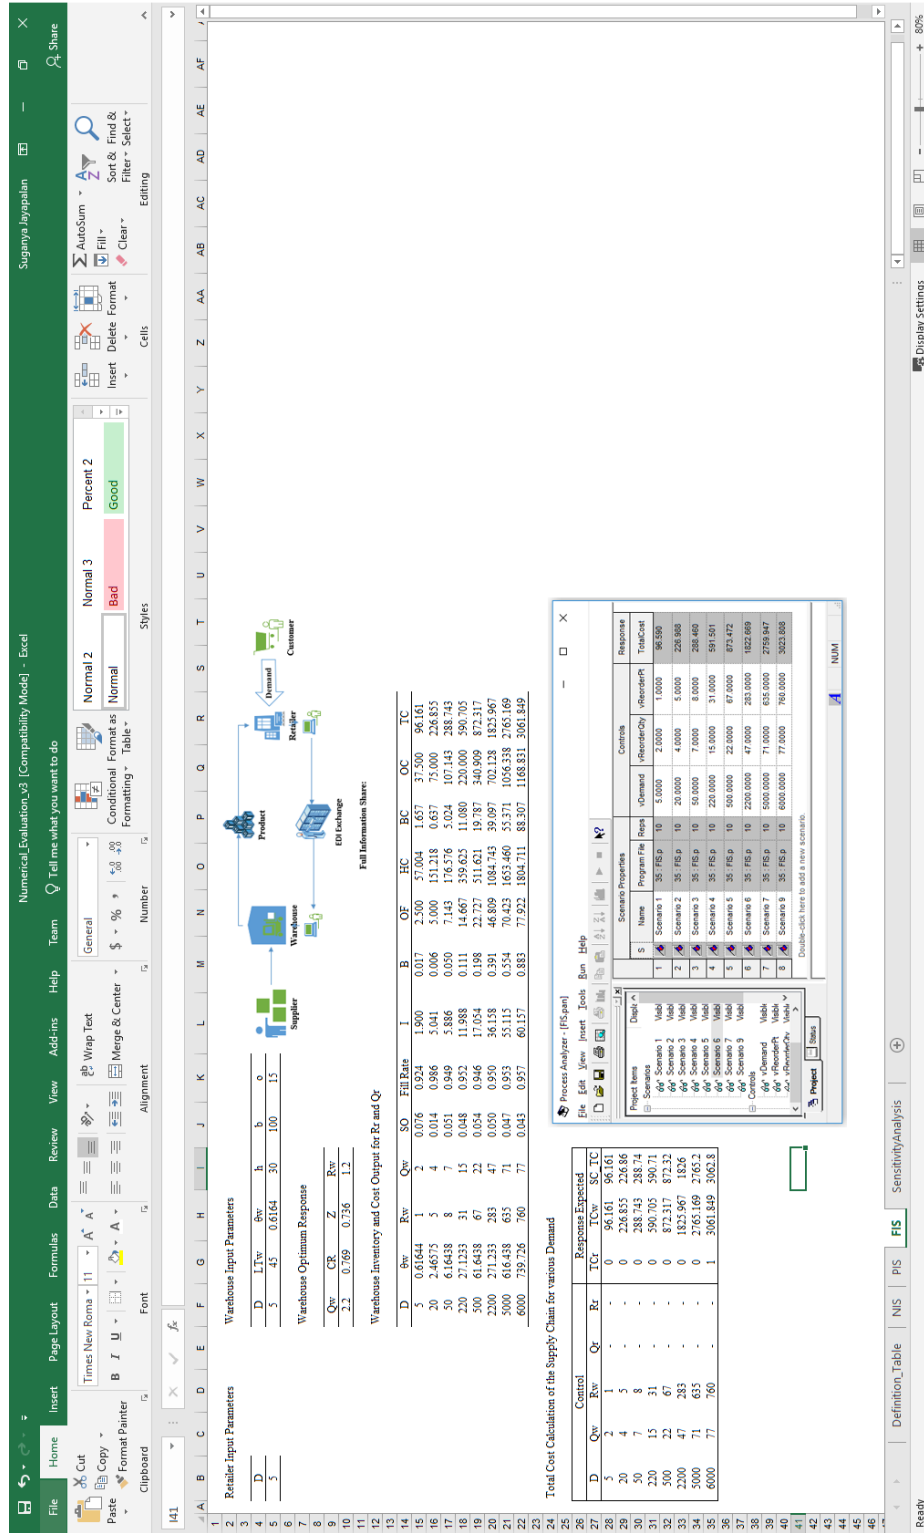 Numerical_Evaluation_v3 [Compatibility Mode] - Excel
Suganya Jayapalan
File Home Insert Page Layout Formulas Data Review View Add-ins Help Team Tell me what you want to do Share
Cut
Copy
Format Painter
Paste
Clipboard
Times New Roma 11
B I U
Font
Wrap Text
Merge & Center
Alignment
General
$ % ,
Number
Conditional Formatting
Format as Table
Normal 2 Normal 3 Percent 2
Normal Bad Good
Styles
Insert Delete Format
Cells
AutoSum
Fill
Clear
Sort & Filter
Find & Select
Editing
I41 fx
A B C D E F G H I J K L M N O P Q R S T U V W X Y Z AA AB AC AD AE AF
Retailer Input Parameters
D
5
Warehouse Input Parameters
D LTw θw h b o
5 45 0.6164 30 100 15
Warehouse Optimum Response
Qw CR Z Rw
2.2 0.769 0.736 1.2
Supplier Warehouse Product Retailer Demand Customer
EDI Exchange
Full Information Share:
Warehouse Inventory and Cost Output for Rr and Qr
D θw Rw Qw SO Fill Rate I B OF HC BC OC TC
5 0.61644 1 2 0.076 0.924 1.900 0.017 2.500 57.004 1.657 37.500 96.161
20 2.46575 5 4 0.014 0.986 5.041 0.006 5.000 151.218 0.637 75.000 226.855
50 6.16438 8 7 0.051 0.949 5.886 0.050 7.143 176.576 5.024 107.143 288.743
220 27.1233 31 15 0.048 0.952 11.988 0.111 14.667 359.625 11.080 220.000 590.705
500 61.6438 67 22 0.054 0.946 17.054 0.198 22.727 511.621 19.787 340.909 872.317
2200 271.233 283 47 0.050 0.950 36.158 0.391 46.809 1084.743 39.097 702.128 1825.967
5000 616.438 635 71 0.047 0.953 55.115 0.554 70.423 1653.460 55.371 1056.338 2765.169
6000 739.726 760 77 0.043 0.957 60.157 0.883 77.922 1804.711 88.307 1168.831 3061.849
Total Cost Calculation of the Supply Chain for various Demand
Control Response Expected
D Qw Rw Qr Rr TCr TCw SC_TC
5 2 1 - - 0 96.161 96.161
20 4 5 - - 0 226.855 226.86
50 7 8 - - 0 288.743 288.74
220 15 31 - - 0 590.705 590.71
500 22 67 - - 0 872.317 872.32
2200 47 283 - - 0 1825.967 1826
5000 71 635 - - 0 2765.169 2765.2
6000 77 760 - - 1 3061.849 3062.8
Process Analyzer - [FIS.pan]
File Edit View Insert Tools Run Help
Project Items Displ
Scenarios
Scenario 1 Visibl
Scenario 2 Visibl
Scenario 3 Visibl
Scenario 4 Visibl
Scenario 5 Visibl
Scenario 6 Visibl
Scenario 7 Visibl
Scenario 9 Visibl
Controls
vDemand Visibl
vReorderPt Visibl
vReorderQty Visibl
Project Status
Scenario Properties Controls Response
S Name Program File Reps vDemand vReorderQty vReorderPt TotalCost
1 Scenario 1 35 : FIS.p 10 5.0000 2.0000 1.0000 96.590
2 Scenario 2 35 : FIS.p 10 20.0000 4.0000 5.0000 226.988
3 Scenario 3 35 : FIS.p 10 50.0000 7.0000 8.0000 288.460
4 Scenario 4 35 : FIS.p 10 220.0000 15.0000 31.0000 591.501
5 Scenario 5 35 : FIS.p 10 500.0000 22.0000 67.0000 873.472
6 Scenario 6 35 : FIS.p 10 2200.0000 47.0000 283.0000 1822.669
7 Scenario 7 35 : FIS.p 10 5000.0000 71.0000 635.0000 2759.947
8 Scenario 9 35 : FIS.p 10 6000.0000 77.0000 760.0000 3023.808
Double-click here to add a new scenario.
NUM
Definition_Table NIS PIS FIS SensitivityAnalysis
Ready
Display Settings
80%